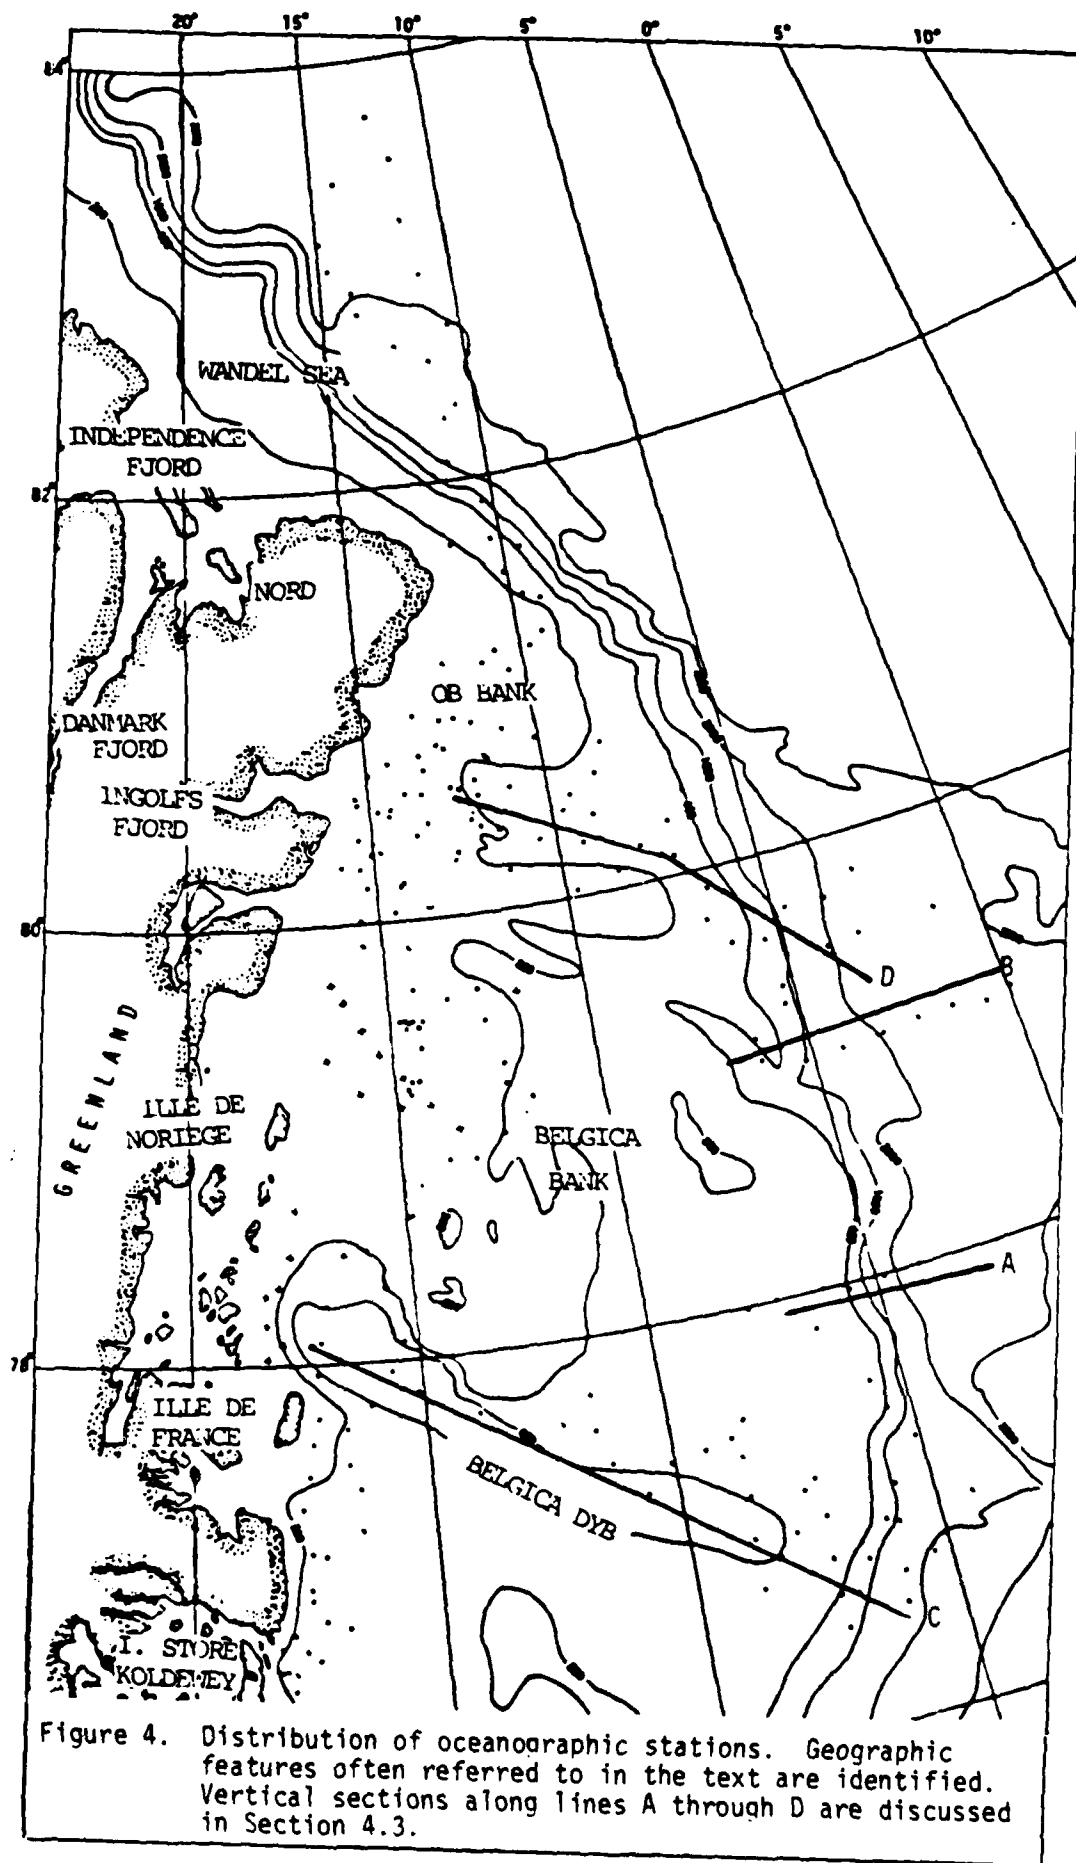 20° 15° 10° 5° 0° 5° 10°
84°
WANDEL SEA
INDEPENDENCE
FJORD
82°
NORD
OB BANK
DANMARK
FJORD
INGOLFS
FJORD
80°
D
B
GREENLAND
ILLE DE
NORIEGE
BELGICA
BANK
A
78°
ILLE DE
FRANCE
BELGICA DYB
C
I. STORE
KOLDEWEY
Figure 4. Distribution of oceanographic stations. Geographic
features often referred to in the text are identified.
Vertical sections along lines A through D are discussed
in Section 4.3.